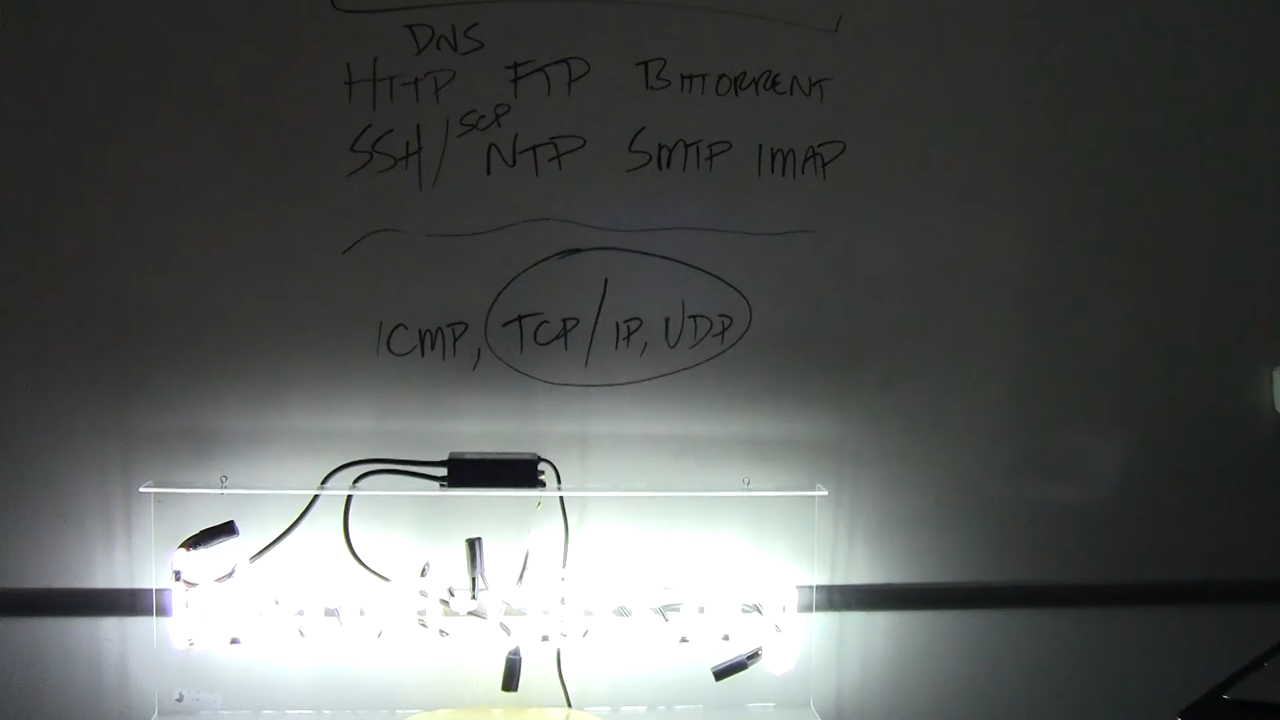 DNS
HTTP FTP BITTORRENT
SSH/SCP NTP SMTP IMAP
ICMP, TCP/IP, UDP